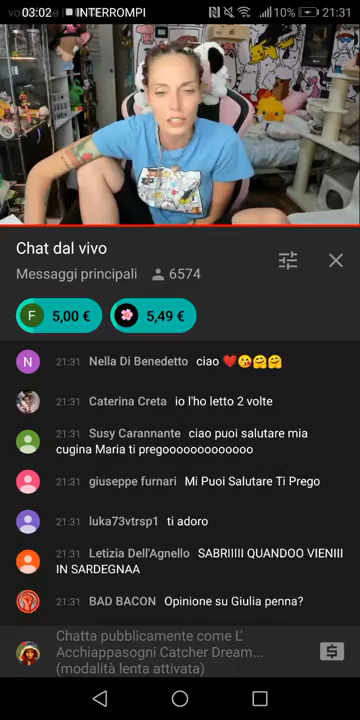 03:02 INTERROMPI 10% 21:31
Chat dal vivo
Messaggi principali 6574
F 5,00 € 5,49 €
N 21:31 Nella Di Benedetto ciao ❤️😘🤗🤗
21:31 Caterina Creta io l'ho letto 2 volte
21:31 Susy Carannante ciao puoi salutare mia
cugina Maria ti pregooooooooooooo
21:31 giuseppe furnari Mi Puoi Salutare Ti Prego
21:31 luka73vtrsp1 ti adoro
21:31 Letizia Dell'Agnello SABRIIIII QUANDOO VENIIII
IN SARDEGNAA
21:31 BAD BACON Opinione su Giulia penna?
Chatta pubblicamente come L'
Acchiappasogni Catcher Dream...
(modalità lenta attivata)